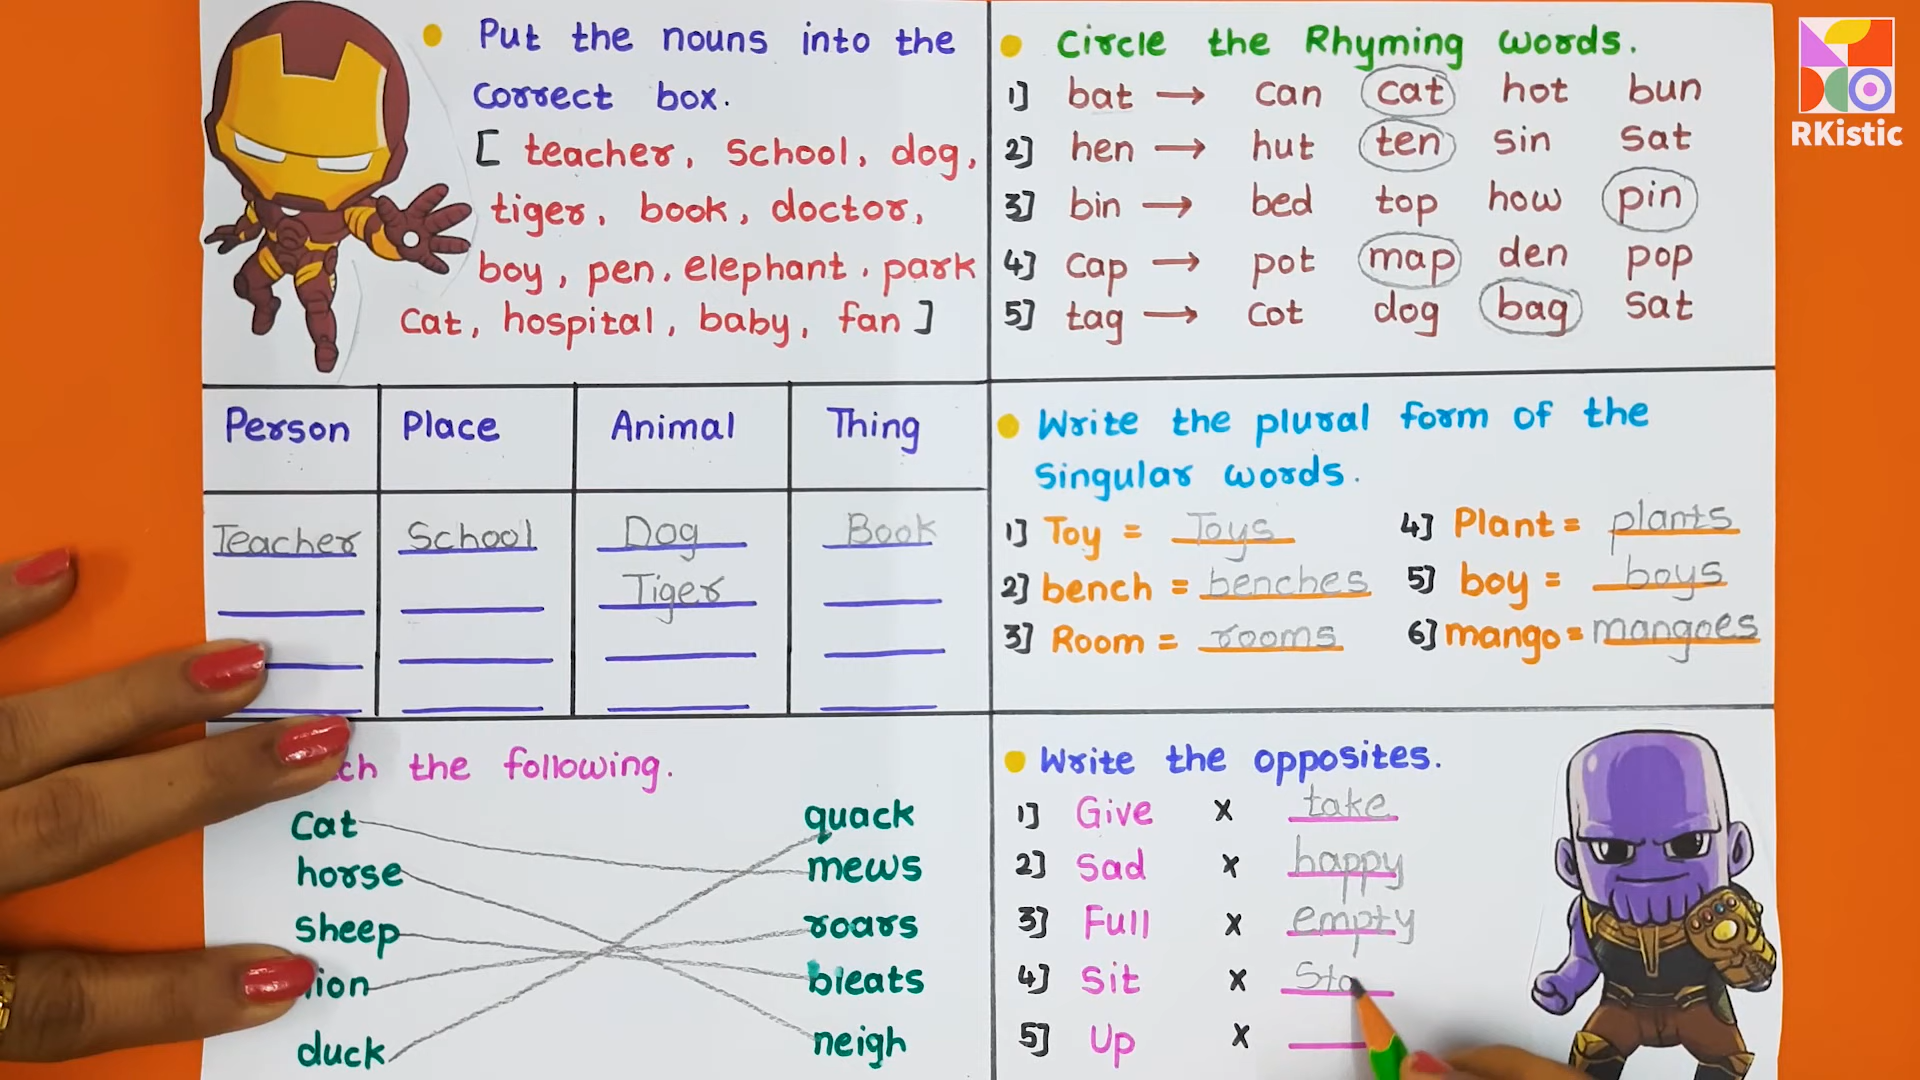 Put the nouns into the
correct box.
[ teacher, School, dog,
tiger, book, doctor,
boy, pen, elephant, park
Cat, hospital, baby, fan ]
Person Place Animal Thing
Teacher School Dog Book
Tiger
the following.
Cat quack
horse mews
Sheep roars
lion bleats
duck neigh
Circle the Rhyming words.
1] bat → can cat hot bun
2] hen → hut ten sin Sat
3] bin → bed top how pin
4] Cap → pot map den pop
5] tag → cot dog bag Sat
Write the plural form of the
Singular words.
1] Toy = Toys 4] Plant = plants
2] bench = benches 5] boy = boys
3] Room = rooms 6] mango = mangoes
Write the opposites.
1] Give x take
2] Sad x happy
3] Full x empty
4] Sit x Sta
5] Up x
RKistic